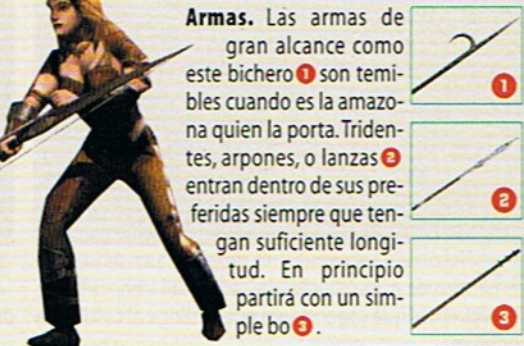 Armas. Las armas de
gran alcance como
este bichero 1 son temi-
bles cuando es la amazo-
na quien la porta. Triden-
tes, arpones, o lanzas 2
entran dentro de sus pre-
feridas siempre que ten-
gan suficiente longi-
tud. En principio
partirá con un sim-
ple bo 3.
1
2
3